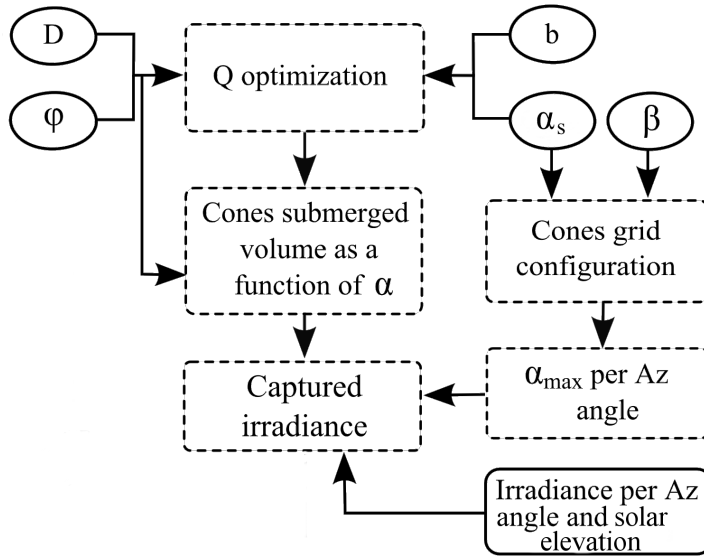 D
Q optimization
b
φ
αs
β
Cones submerged
volume as a
function of α
Cones grid
configuration
Captured
irradiance
αmax per Az
angle
Irradiance per Az
angle and solar
elevation